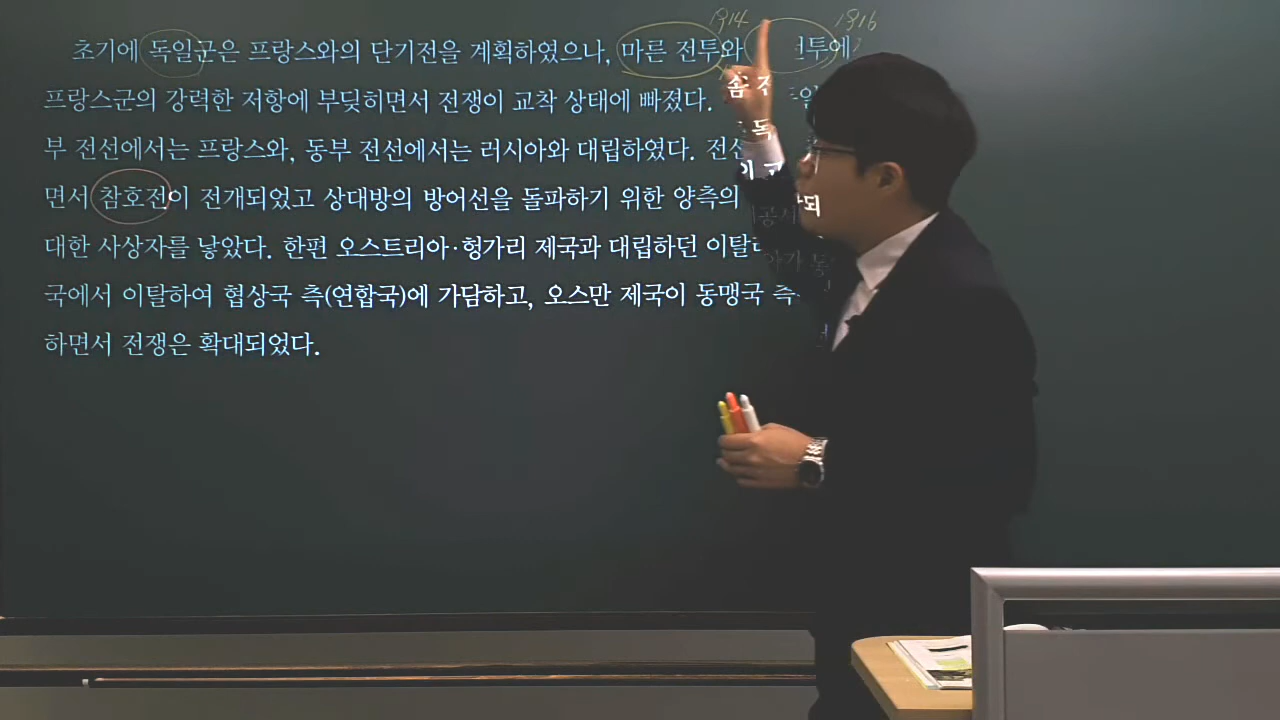 1914 1916
초기에 독일군은 프랑스와의 단기전을 계획하였으나, 마른 전투와 전투에
프랑스군의 강력한 저항에 부딪히면서 전쟁이 교착 상태에 빠졌다.
부 전선에서는 프랑스와, 동부 전선에서는 러시아와 대립하였다.
면서 참호전이 전개되었고 상대방의 방어선을 돌파하기 위한 양측의
대한 사상자를 낳았다. 한편 오스트리아·헝가리 제국과 대립하던
국에서 이탈하여 협상국 측(연합국)에 가담하고, 오스만 제국이 동맹국
하면서 전쟁은 확대되었다.